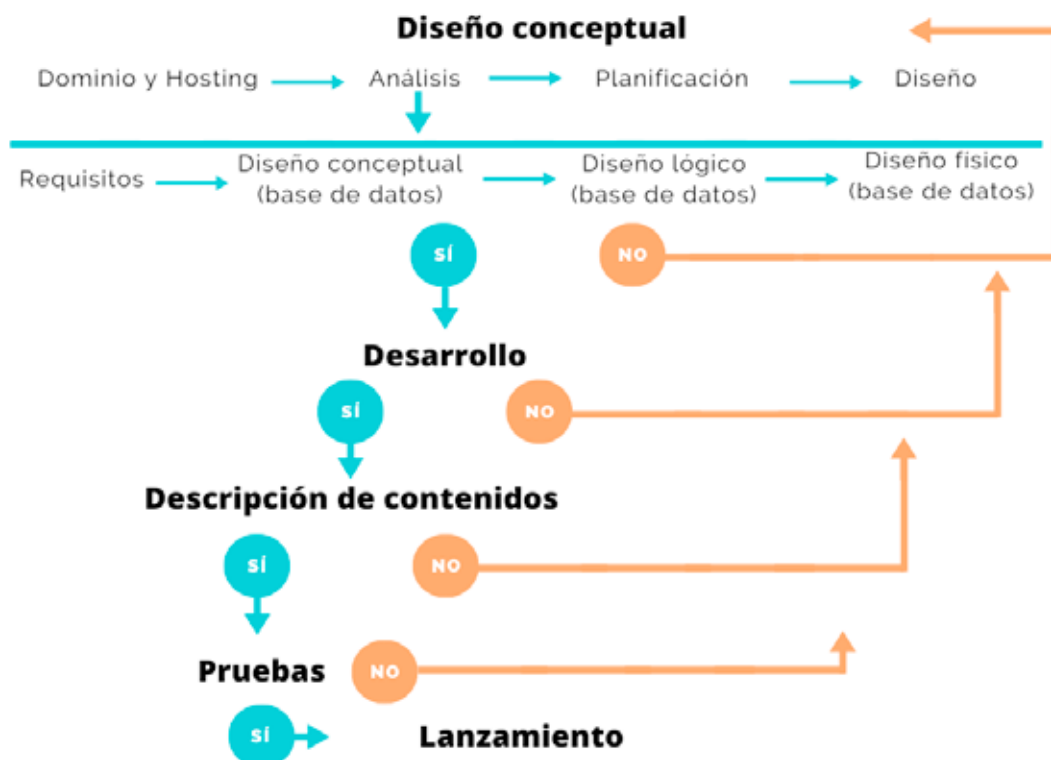 Diseño conceptual
Dominio y Hosting
Análisis
Planificación
Diseño
Requisitos
Diseño conceptual
(base de datos)
Diseño lógico
(base de datos)
Diseño físico
(base de datos)
SÍ
NO
Desarrollo
SÍ
NO
Descripción de contenidos
SÍ
NO
Pruebas
NO
SÍ
Lanzamiento